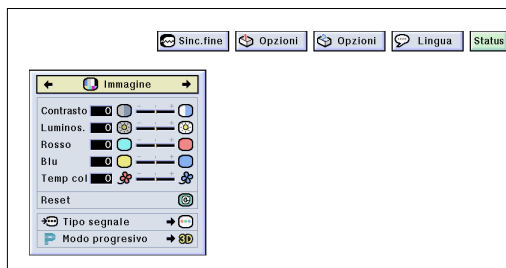 Sinc.fine Opzioni Opzioni Lingua Status
Immagine
Contrasto 0
Luminos. 0
Rosso 0
Blu 0
Temp col 0
Reset
Tipo segnale
P Modo progresivo 3D